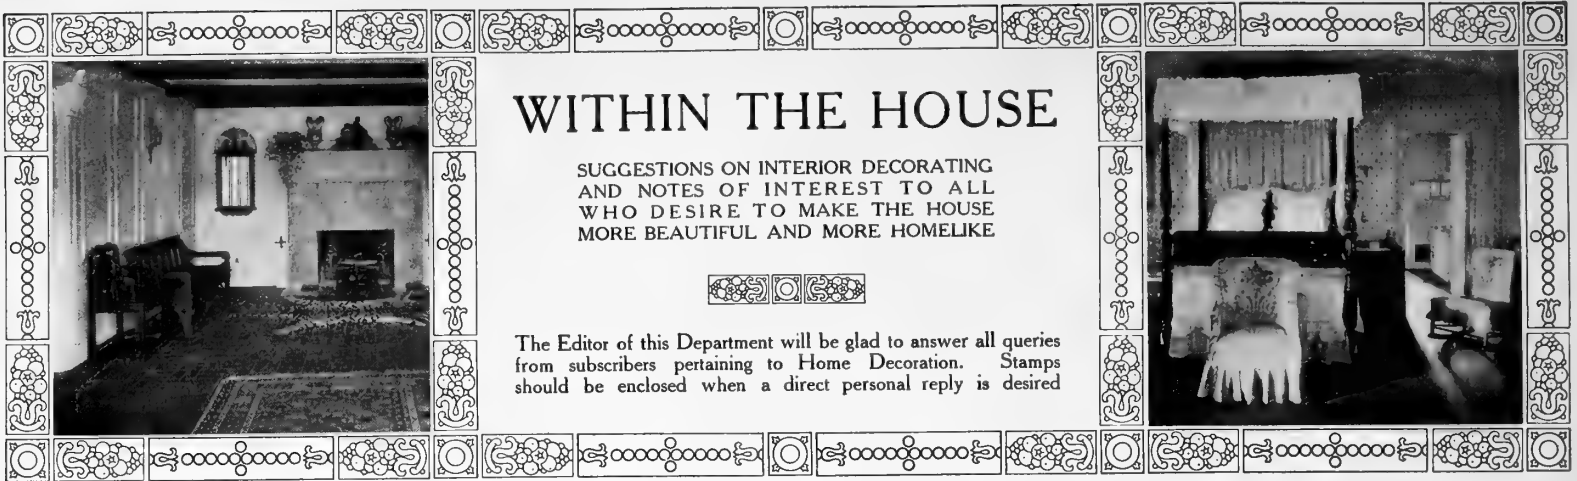 WITHIN THE HOUSE
SUGGESTIONS ON INTERIOR DECORATING
AND NOTES OF INTEREST TO ALL
WHO DESIRE TO MAKE THE HOUSE
MORE BEAUTIFUL AND MORE HOMELIKE
The Editor of this Department will be glad to answer all queries
from subscribers pertaining to Home Decoration. Stamps
should be enclosed when a direct personal reply is desired